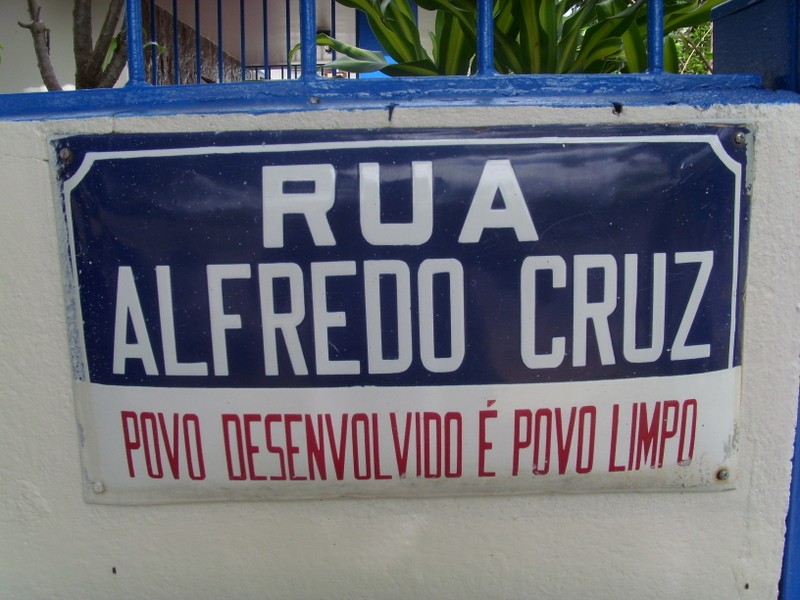 RUA
ALFREDO CRUZ
POVO DESENVOLVIDO É POVO LIMPO